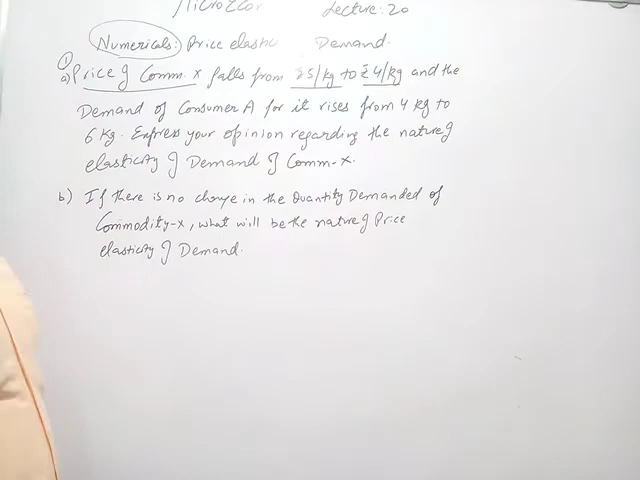 Lecture: 20
Numericals: Price elastic Demand.
①
a) Price of Comm. x falls from ₹5/kg to ₹4/kg and the
Demand of Consumer A for it rises from 4 kg to
6 kg. Express your opinion regarding the nature of
elasticity of Demand of Comm-x.
b) If there is no change in the Quantity Demanded of
Commodity-x, what will be the nature of Price
elasticity of Demand.